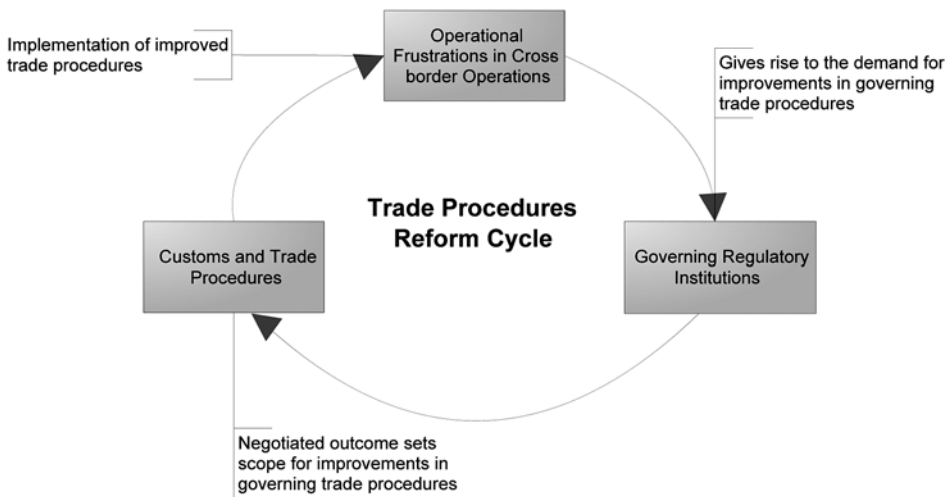 Operational
Frustrations in Cross
border Operations
Implementation of improved
trade procedures
Gives rise to the demand for
improvements in governing
trade procedures
Trade Procedures
Reform Cycle
Customs and Trade
Procedures
Governing Regulatory
Institutions
Negotiated outcome sets
scope for improvements in
governing trade procedures